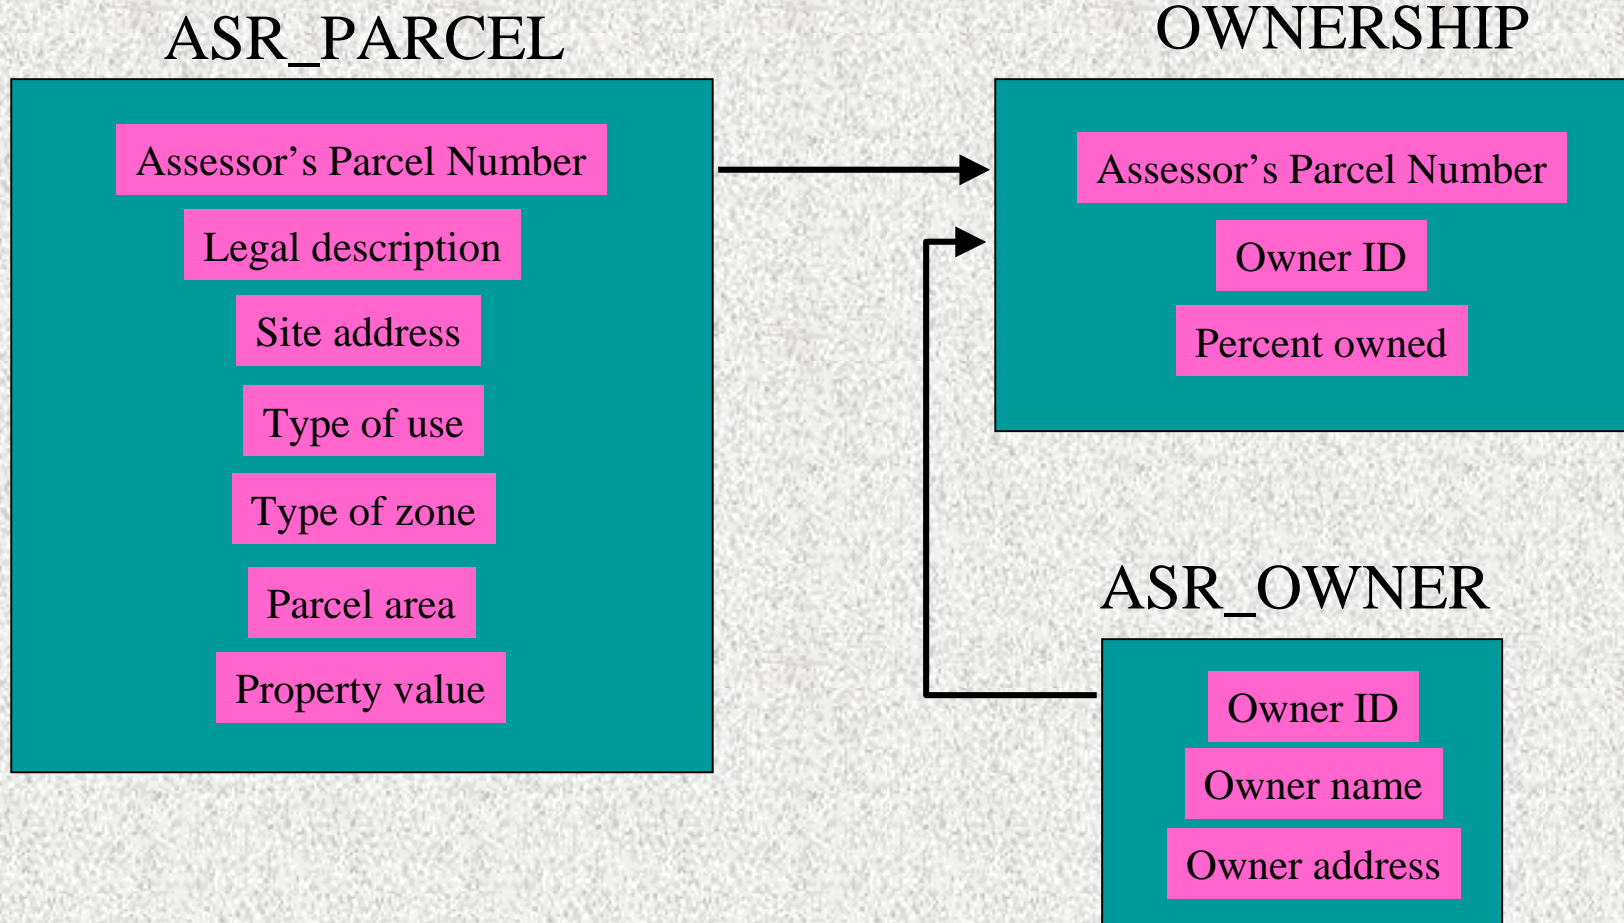 ASR_PARCEL
Assessor’s Parcel Number
Legal description
Site address
Type of use
Type of zone
Parcel area
Property value
OWNERSHIP
Assessor’s Parcel Number
Owner ID
Percent owned
ASR_OWNER
Owner ID
Owner name
Owner address